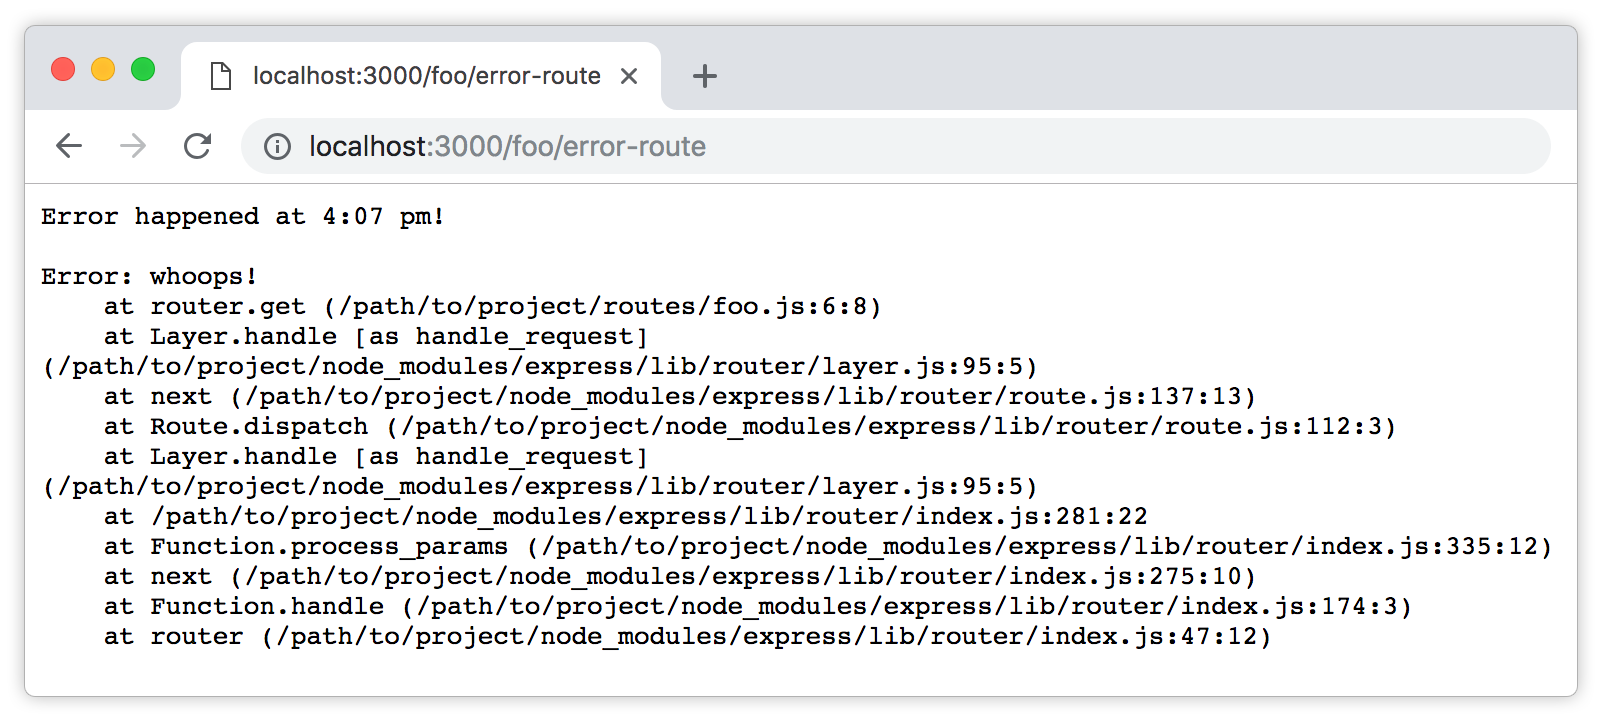 localhost:3000/foo/error-route
localhost:3000/foo/error-route
Error happened at 4:07 pm!
Error: whoops!
    at router.get (/path/to/project/routes/foo.js:6:8)
    at Layer.handle [as handle_request]
(/path/to/project/node_modules/express/lib/router/layer.js:95:5)
    at next (/path/to/project/node_modules/express/lib/router/route.js:137:13)
    at Route.dispatch (/path/to/project/node_modules/express/lib/router/route.js:112:3)
    at Layer.handle [as handle_request]
(/path/to/project/node_modules/express/lib/router/layer.js:95:5)
    at /path/to/project/node_modules/express/lib/router/index.js:281:22
    at Function.process_params (/path/to/project/node_modules/express/lib/router/index.js:335:12)
    at next (/path/to/project/node_modules/express/lib/router/index.js:275:10)
    at Function.handle (/path/to/project/node_modules/express/lib/router/index.js:174:3)
    at router (/path/to/project/node_modules/express/lib/router/index.js:47:12)